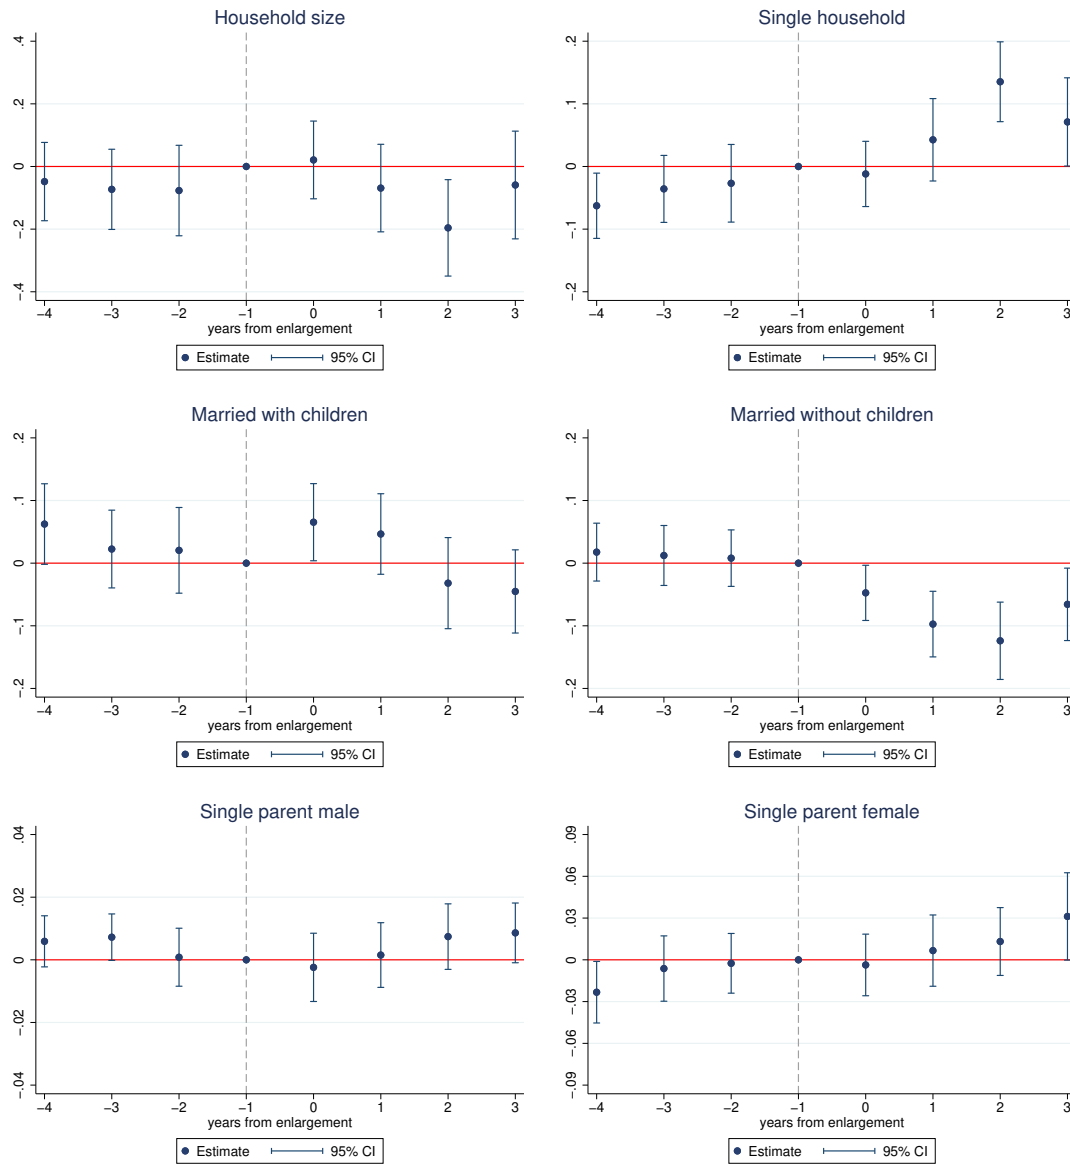 Household size
.4
.2
0
-.2
-.4
−4 −3 −2 −1 0 1 2 3
years from enlargement
Estimate 95% CI
Single household
.2
.1
0
-.1
-.2
−4 −3 −2 −1 0 1 2 3
years from enlargement
Estimate 95% CI
Married with children
.2
.1
0
-.1
-.2
−4 −3 −2 −1 0 1 2 3
years from enlargement
Estimate 95% CI
Married without children
.2
.1
0
-.1
-.2
−4 −3 −2 −1 0 1 2 3
years from enlargement
Estimate 95% CI
Single parent male
.04
.02
0
-.02
-.04
−4 −3 −2 −1 0 1 2 3
years from enlargement
Estimate 95% CI
Single parent female
.09
.06
.03
0
-.03
-.06
-.09
−4 −3 −2 −1 0 1 2 3
years from enlargement
Estimate 95% CI